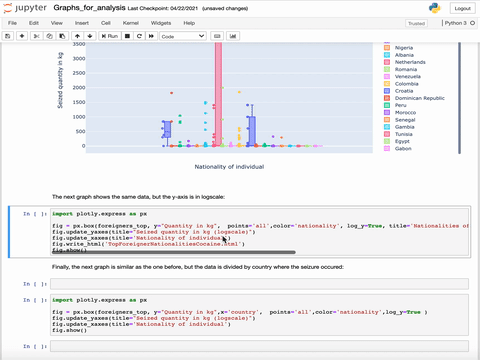 jupyter Graphs_for_analysis Last Checkpoint: 04/22/2021 (unsaved changes)
Logout
File Edit View Insert Cell Kernel Widgets Help
Trusted Python 3
Run Code
3500
3000
2500
2000
1500
1000
500
0
Seized quantity in kg
Nationality of individual
Nigeria
Albania
Netherlands
Romania
Venezuela
Colombia
Croatia
Dominican Republic
Peru
Morocco
Senegal
Gambia
Tunisia
Egypt
Gabon
The next graph shows the same data, but the y-axis is in logscale:
In [ ]:
import plotly.express as px
fig = px.box(foreigners_top, y="Quantity in kg", points='all',color='nationality', log_y=True, title='Nationalities of
fig.update_yaxes(title="Seized quantity in kg (logscale)")
fig.update_xaxes(title='Nationality of individual')
fig.write_html('TopForeignerNationalitiesCocaine.html')
fig.show()
Finally, the next graph is similar as the one before, but the data is divided by country where the seizure occured:
In [ ]:
In [ ]:
import plotly.express as px
fig = px.box(foreigners_top, y="Quantity in kg",x='country', points='all',color='nationality',log_y=True )
fig.update_yaxes(title="Seized quantity in kg (logscale)")
fig.update_xaxes(title='Nationality of individual')
fig.show()
In [ ]: